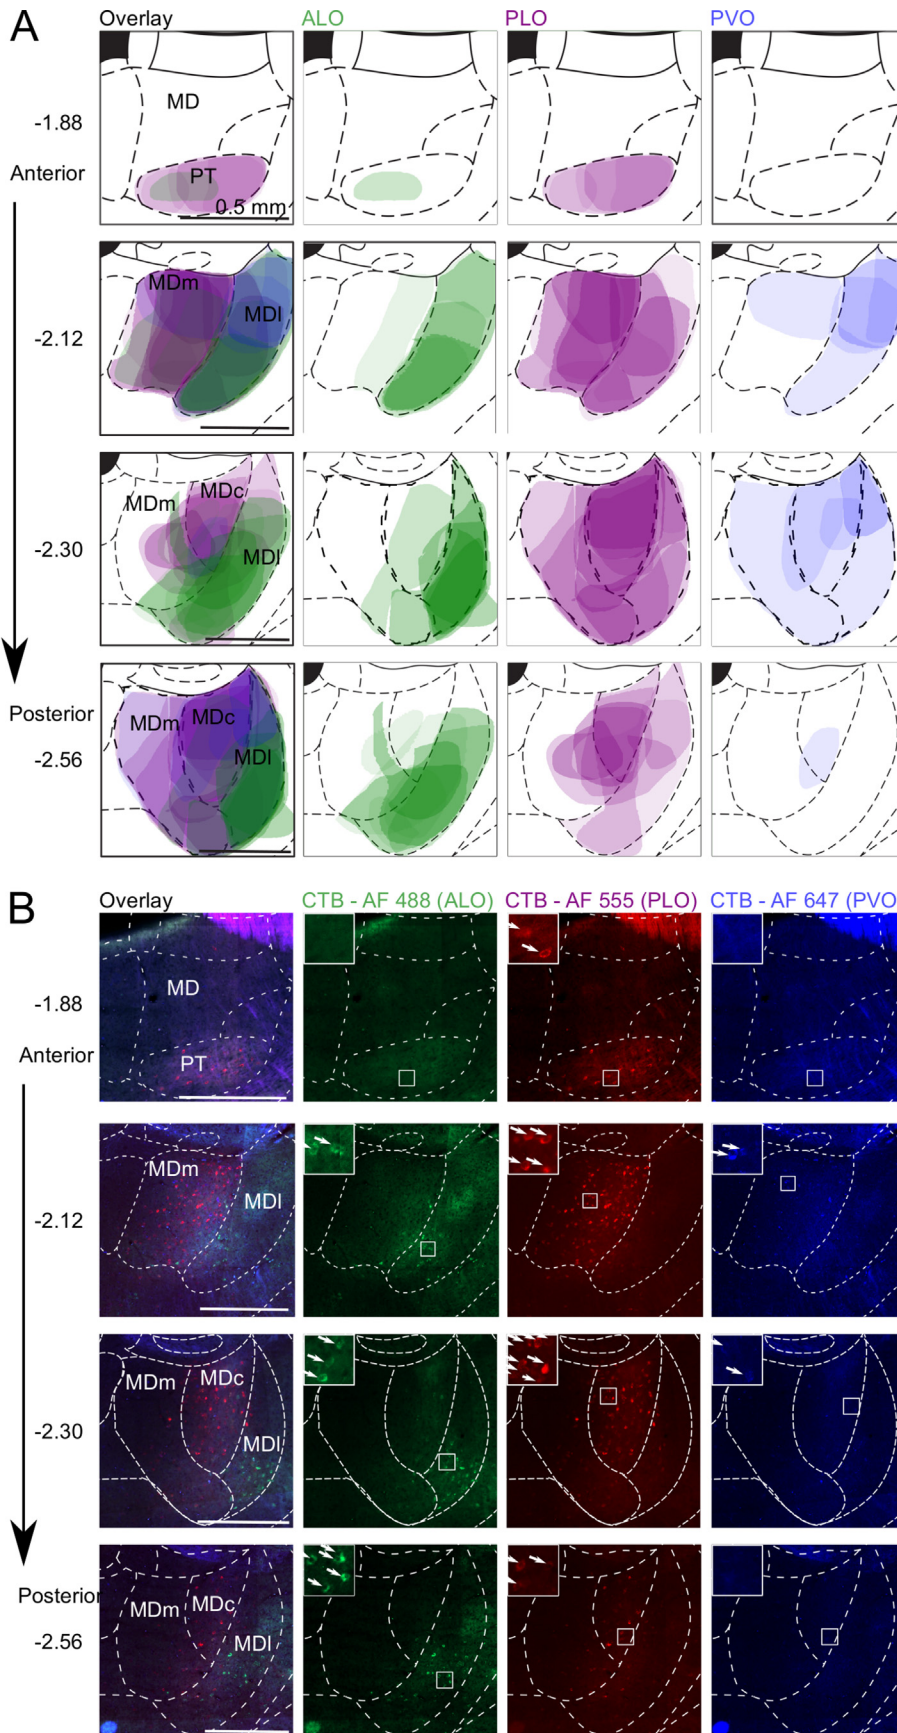 A
Overlay ALO PLO PVO
-1.88
Anterior
MD
PT
0.5 mm
-2.12
MDm
MDl
-2.30
MDm
MDc
MDl
Posterior
-2.56
MDm
MDc
MDl
B
Overlay CTB - AF 488 (ALO) CTB - AF 555 (PLO) CTB - AF 647 (PVO
-1.88
Anterior
MD
PT
-2.12
MDm
MDl
-2.30
MDm
MDc
MDl
Posterior
-2.56
MDm
MDc
MDl